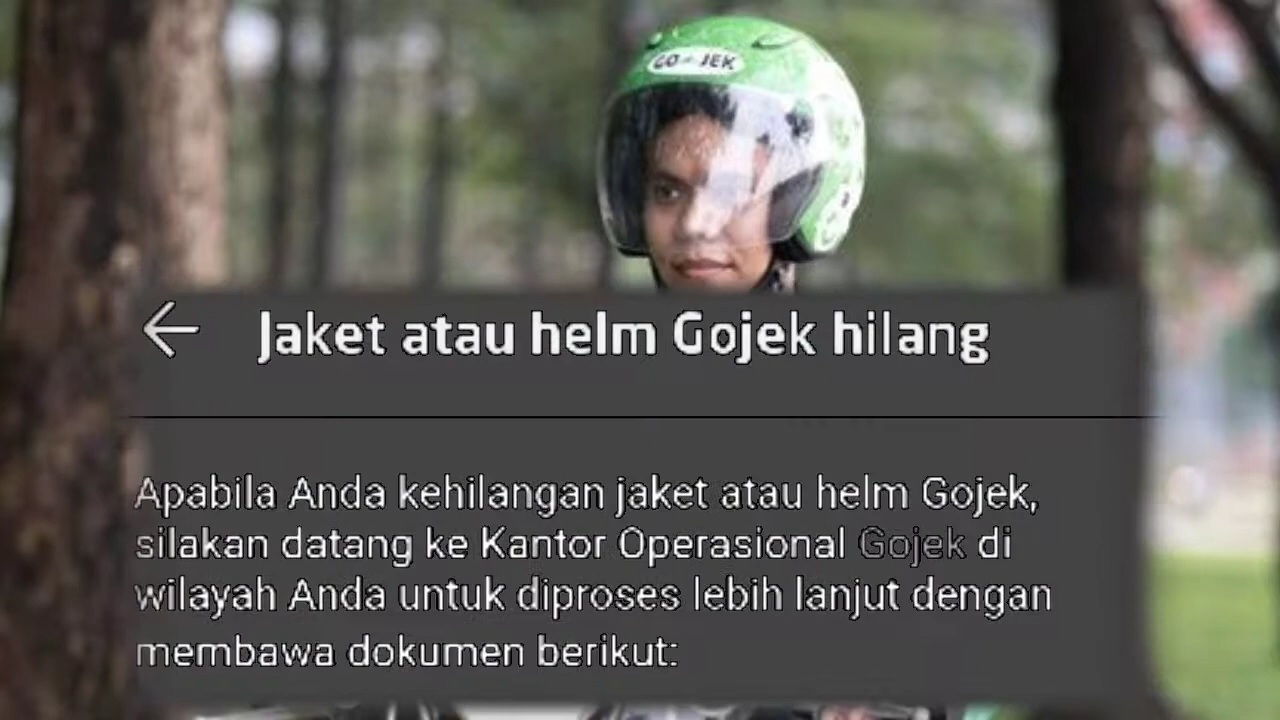 GO-JEK
Jaket atau helm Gojek hilang
Apabila Anda kehilangan jaket atau helm Gojek,
silakan datang ke Kantor Operasional Gojek di
wilayah Anda untuk diproses lebih lanjut dengan
membawa dokumen berikut: